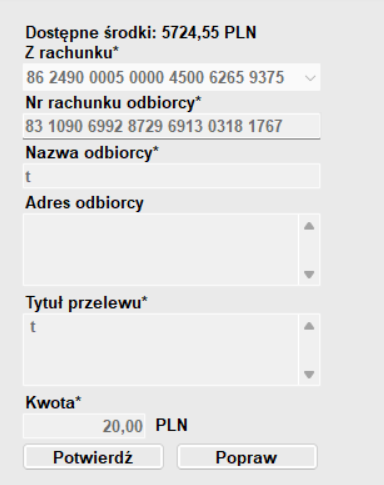 Dostępne środki: 5724,55 PLN
Z rachunku*
86 2490 0005 0000 4500 6265 9375
Nr rachunku odbiorcy*
83 1090 6992 8729 6913 0318 1767
Nazwa odbiorcy*
t
Adres odbiorcy
Tytuł przelewu*
t
Kwota*
20,00 PLN
Potwierdź Popraw